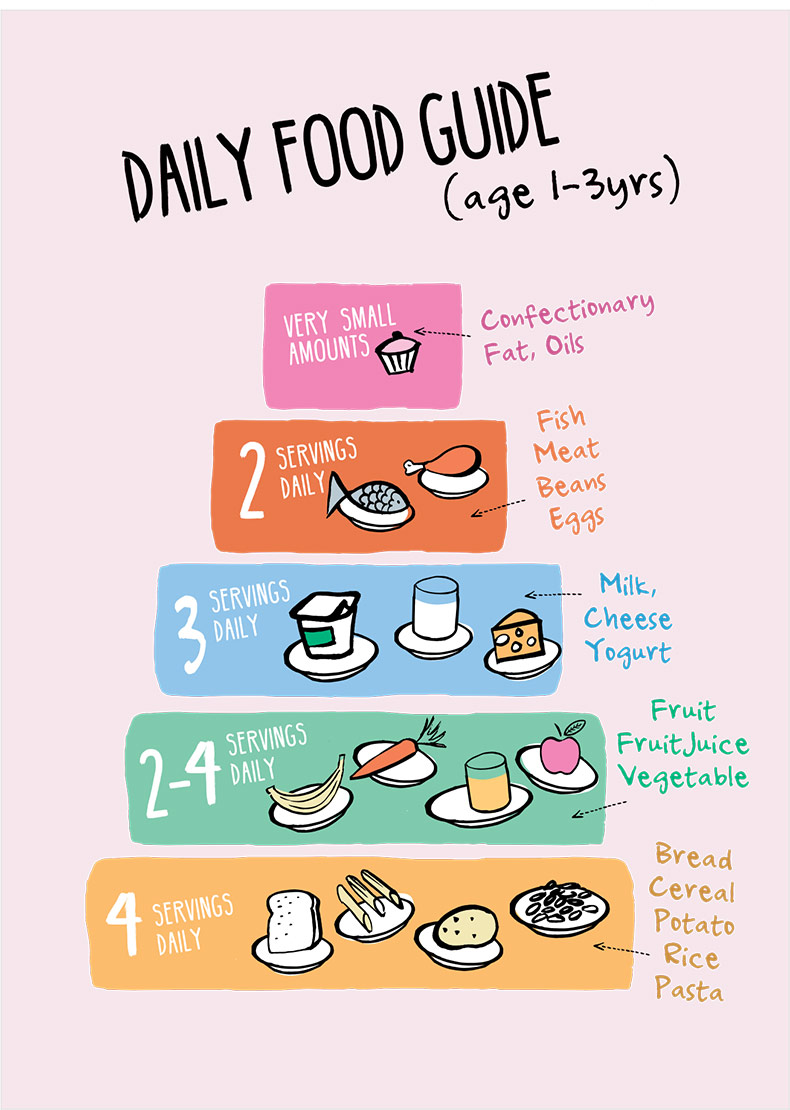 DAILY FOOD GUIDE
(age 1-3yrs)
VERY SMALL
AMOUNTS
Confectionary
Fat, Oils
2 SERVINGS
DAILY
Fish
Meat
Beans
Eggs
3 SERVINGS
DAILY
Milk,
Cheese
Yogurt
2-4 SERVINGS
DAILY
Fruit
FruitJuice
Vegetable
4 SERVINGS
DAILY
Bread
Cereal
Potato
Rice
Pasta